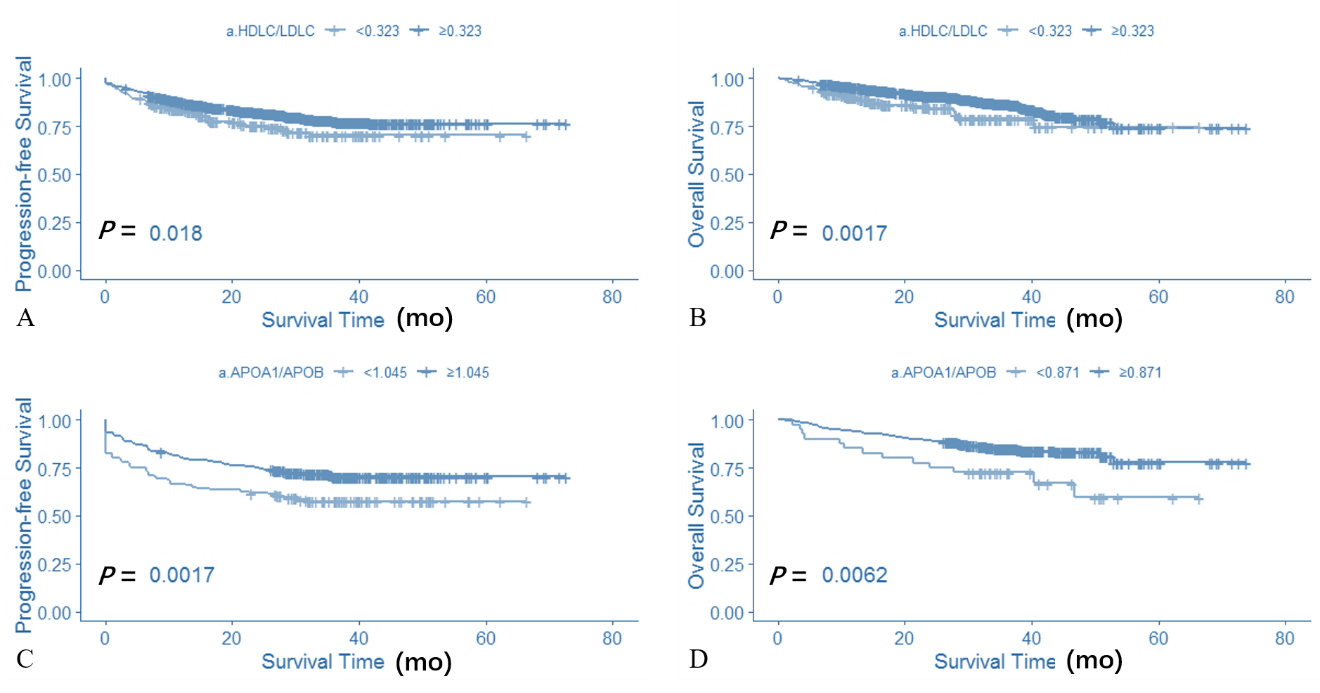 a.HDLC/LDLC <0.323 ≥0.323
Progression-free Survival
1.00
0.75
0.50
0.25
0.00
P = 0.018
0 20 40 60 80
Survival Time (mo)
A
a.HDLC/LDLC <0.323 ≥0.323
Overall Survival
1.00
0.75
0.50
0.25
0.00
P = 0.0017
0 20 40 60 80
Survival Time (mo)
B
a.APOA1/APOB <1.045 ≥1.045
Progression-free Survival
1.00
0.75
0.50
0.25
0.00
P = 0.0017
0 20 40 60 80
Survival Time (mo)
C
a.APOA1/APOB <0.871 ≥0.871
Overall Survival
1.00
0.75
0.50
0.25
0.00
P = 0.0062
0 20 40 60 80
Survival Time (mo)
D